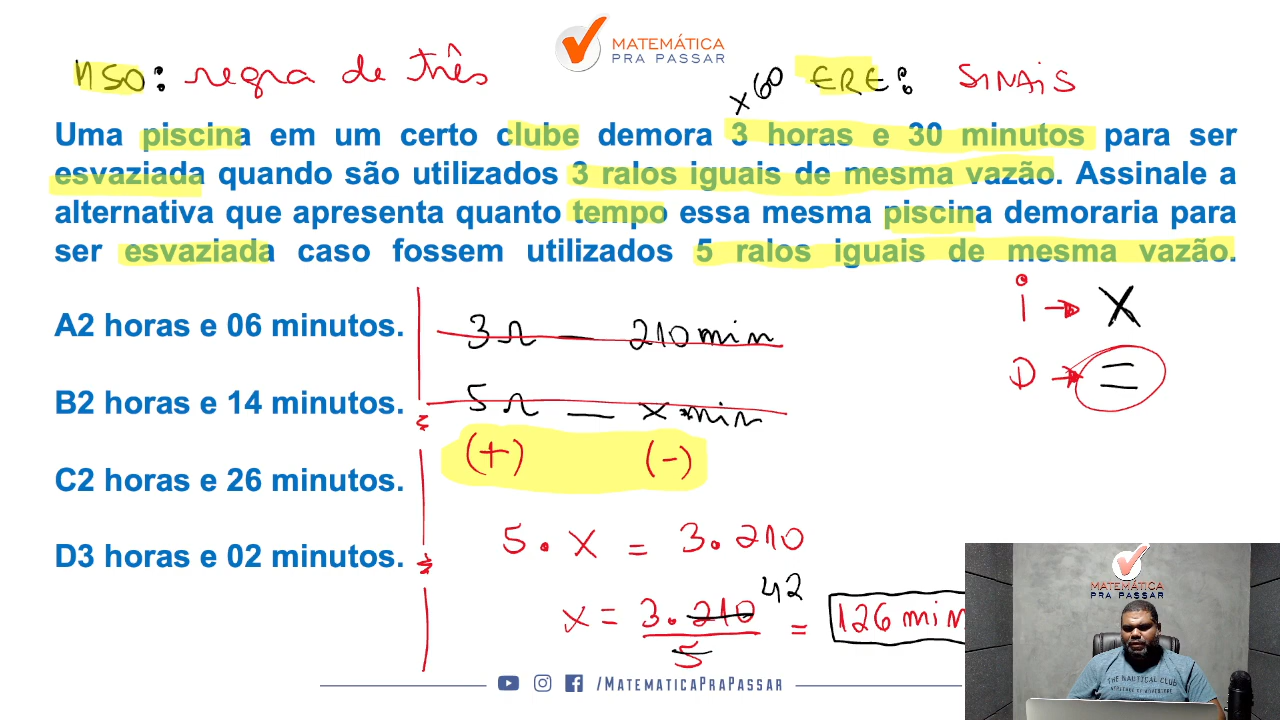 MATEMÁTICA
PRA PASSAR
MSO: regra de três
x60 ERE: SINAIS
Uma piscina em um certo clube demora 3 horas e 30 minutos para ser
esvaziada quando são utilizados 3 ralos iguais de mesma vazão. Assinale a
alternativa que apresenta quanto tempo essa mesma piscina demoraria para
ser esvaziada caso fossem utilizados 5 ralos iguais de mesma vazão.
A2 horas e 06 minutos.
B2 horas e 14 minutos.
C2 horas e 26 minutos.
D3 horas e 02 minutos.
3r — 210 min
5r — x min
(+) (-)
i → X
D → =
5 . x = 3.210
x = 3.210 / 5 42 = 126 min
MATEMÁTICA
PRA PASSAR
THE NAUTICAL CLUB
/MATEMATICAPRAPASSAR